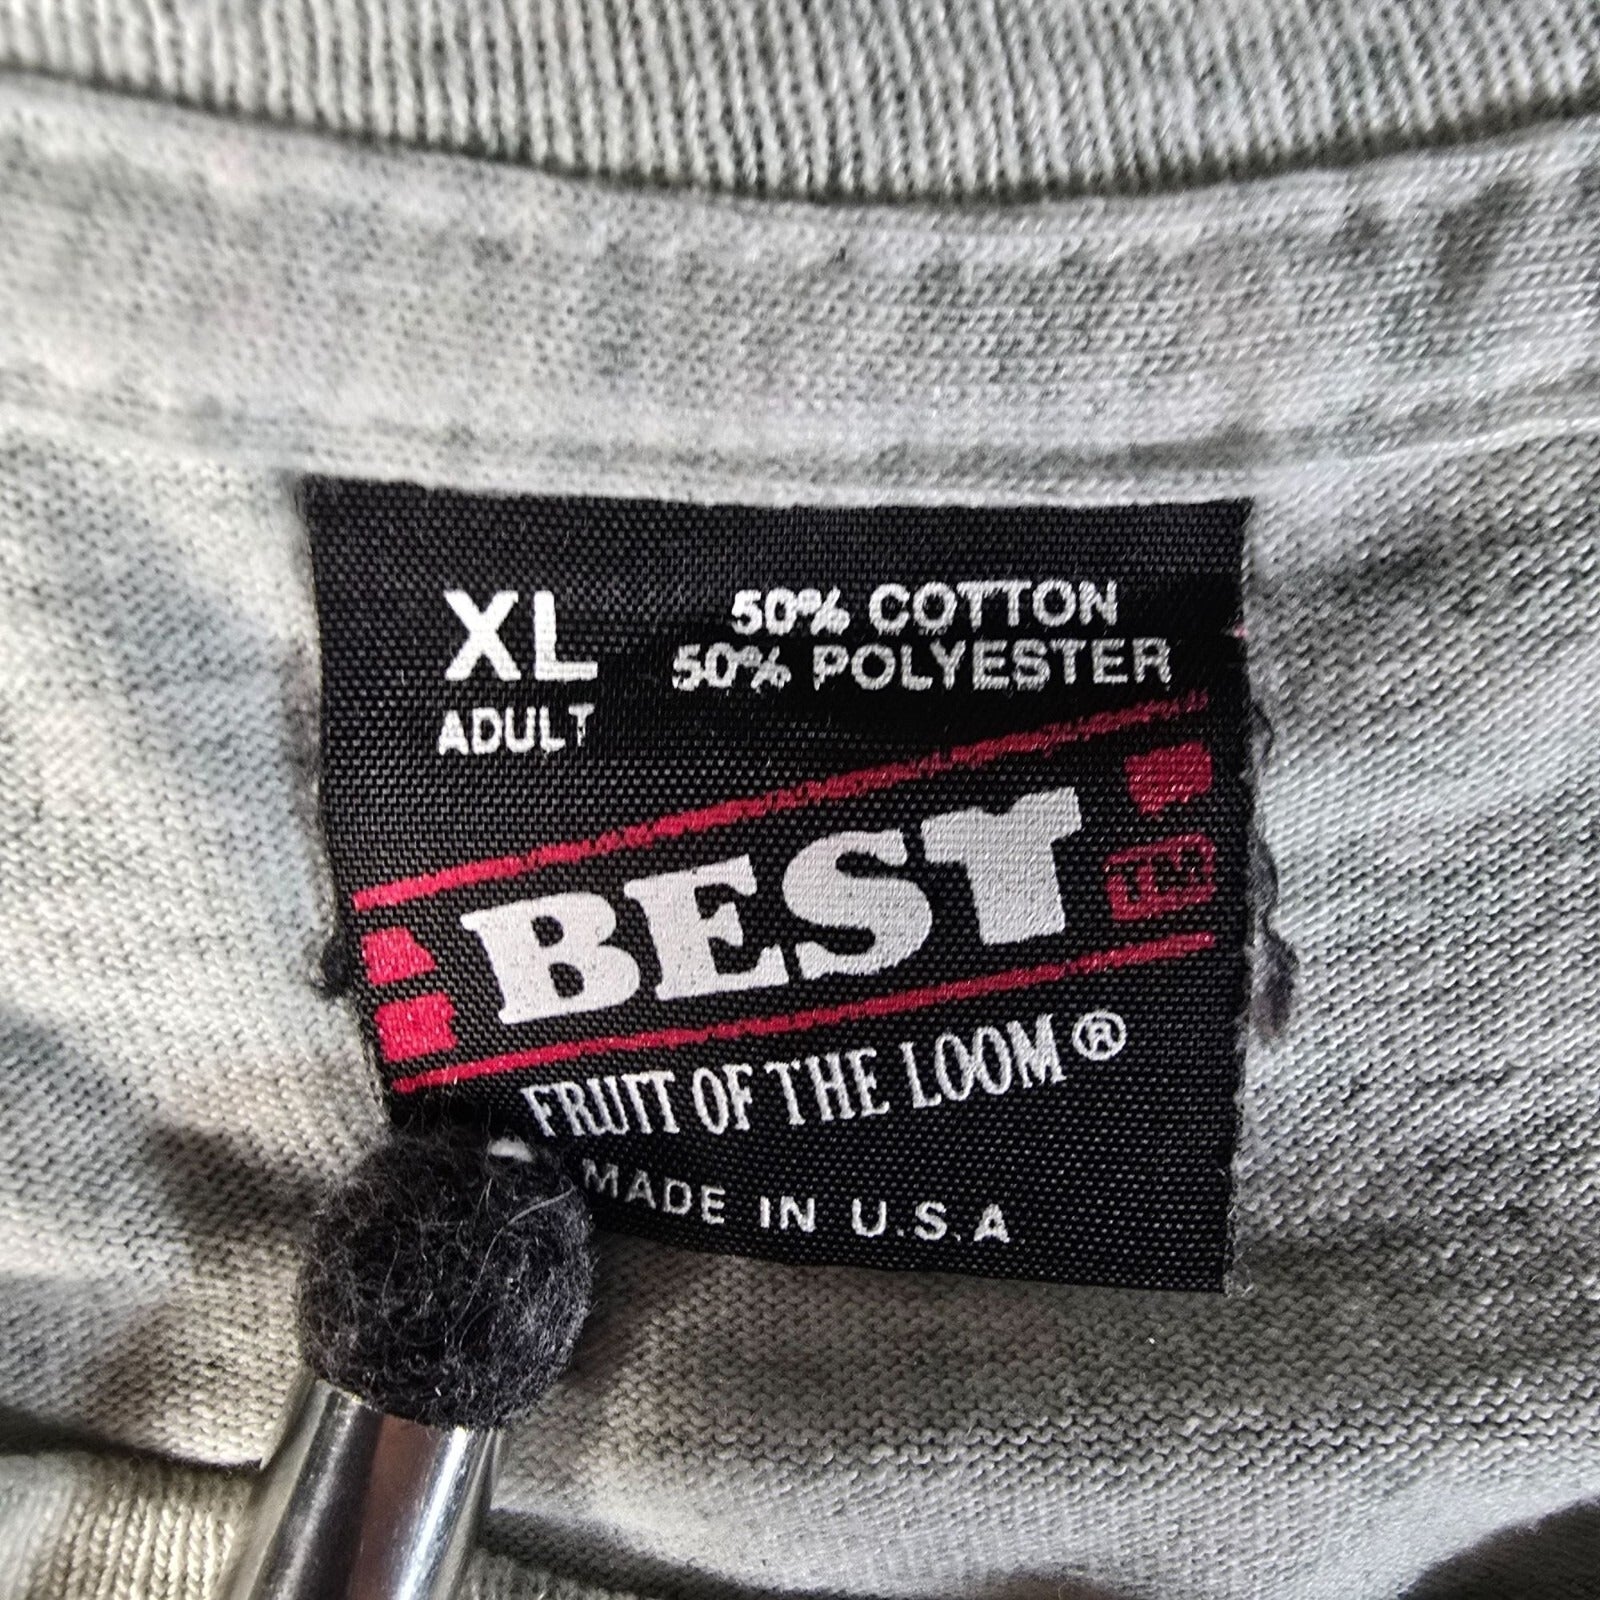 XL
ADULT
50% COTTON
50% POLYESTER
BEST
TM
FRUIT OF THE LOOM ®
MADE IN U.S.A